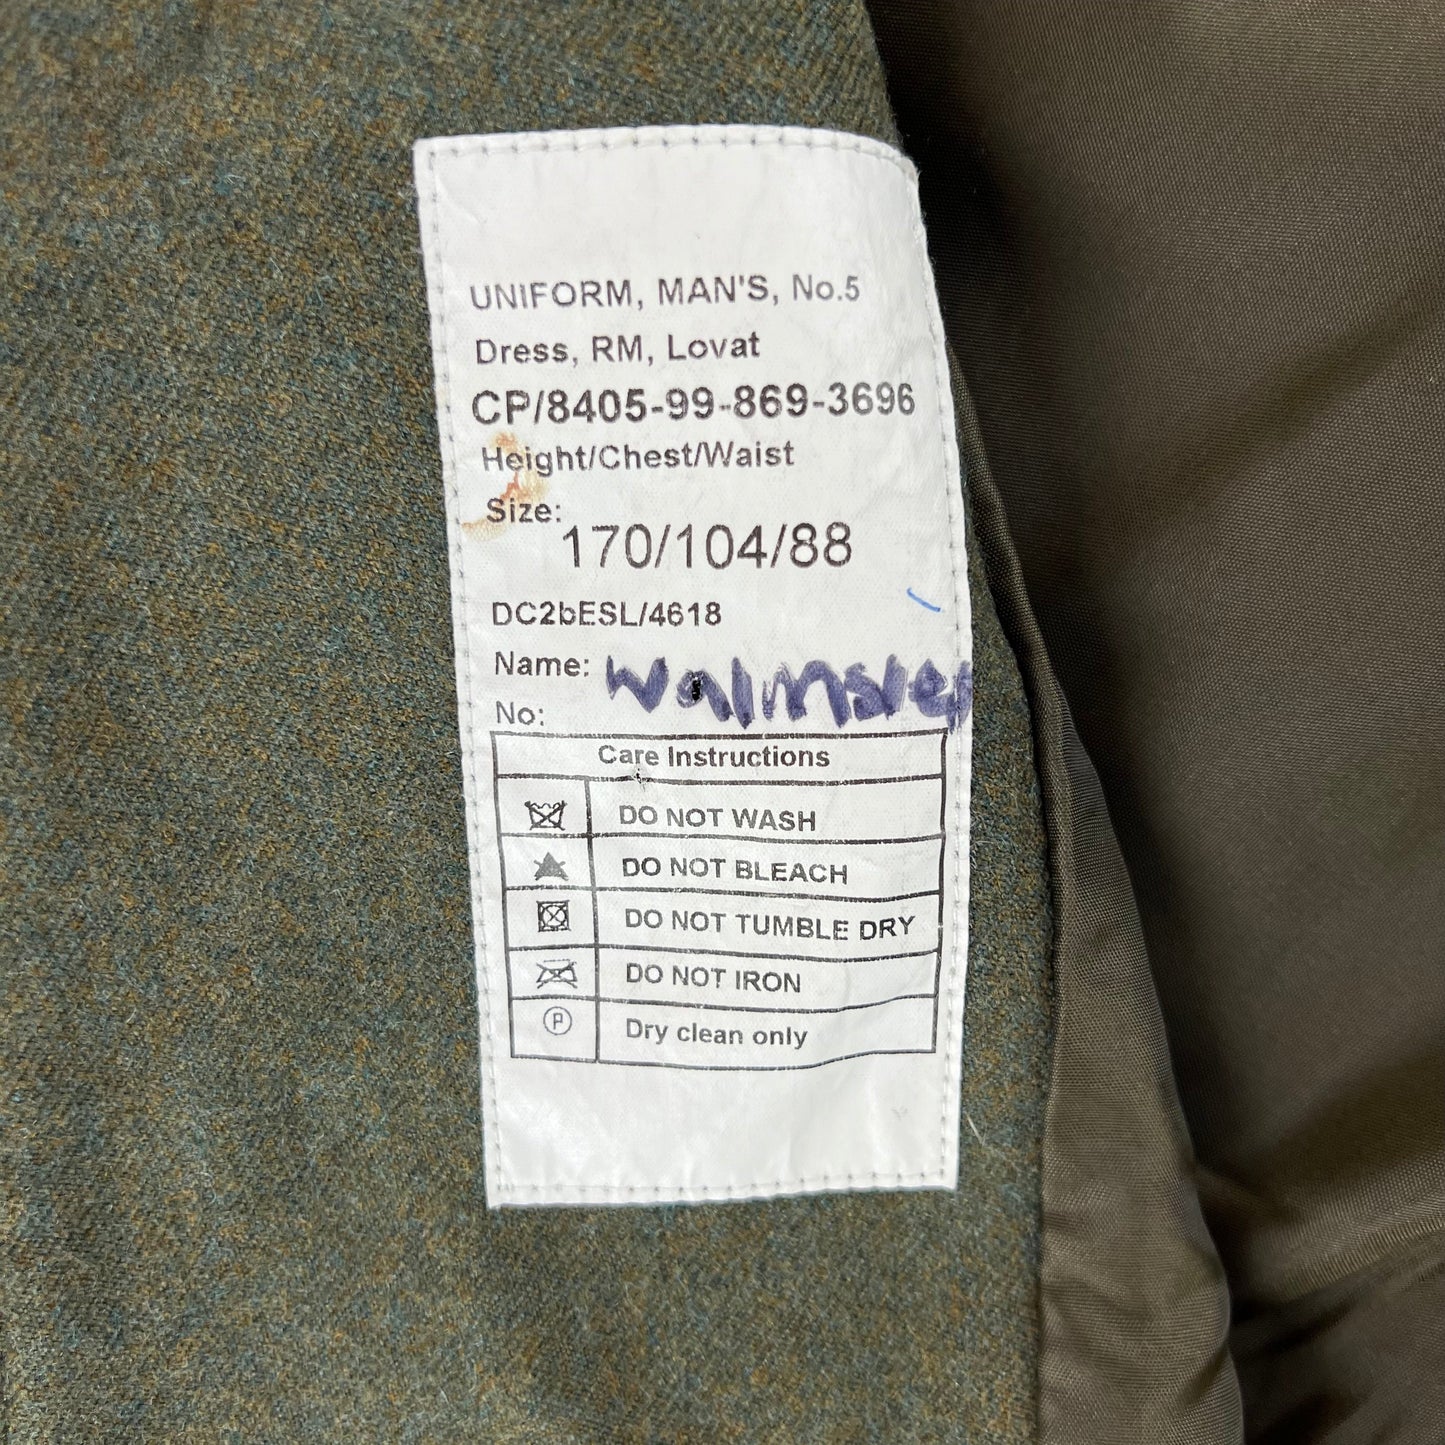 UNIFORM, MAN'S, No.5
Dress, RM, Lovat
CP/8405-99-869-3696
Height/Chest/Waist
Size: 170/104/88
DC2bESL/4618
Name: Walmsley
No:
Care Instructions
DO NOT WASH
DO NOT BLEACH
DO NOT TUMBLE DRY
DO NOT IRON
P Dry clean only